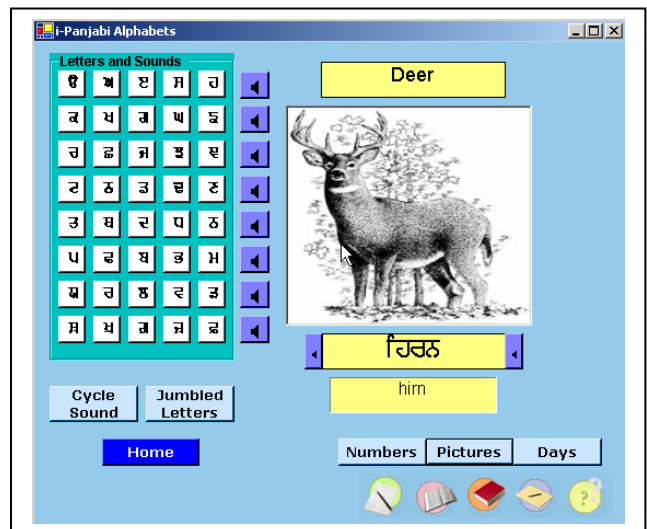 i-Panjabi Alphabets
Letters and Sounds
ੳ ਅ ੲ ਸ ਹ
ਕ ਖ ਗ ਘ ਙ
ਚ ਛ ਜ ਝ ਞ
ਟ ਠ ਡ ਢ ਣ
ਤ ਥ ਦ ਧ ਨ
ਪ ਫ ਬ ਭ ਮ
ਯ ਰ ਲ ਵ ੜ
ਸ਼ ਖ਼ ਗ਼ ਜ਼ ਫ਼
Cycle
Sound
Jumbled
Letters
Home
Deer
ਹਿਰਨ
hirn
Numbers Pictures Days
?